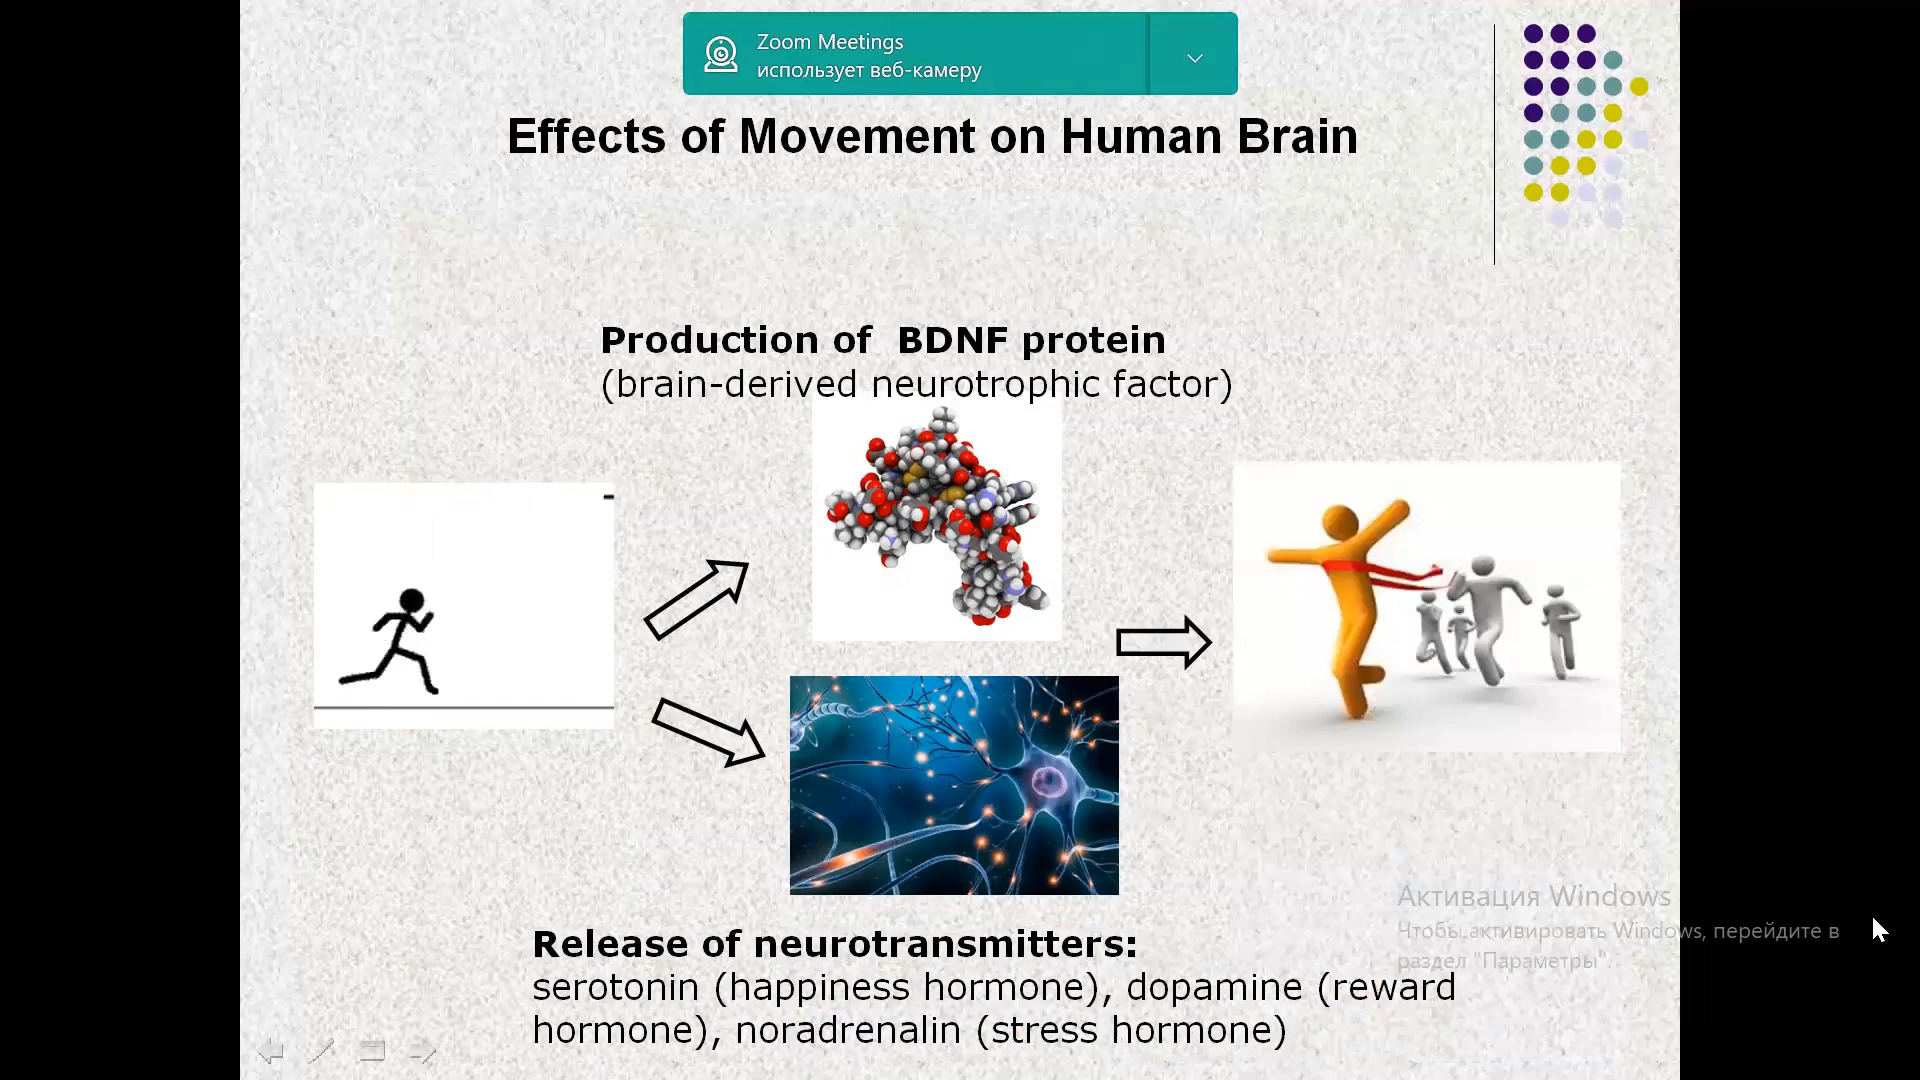 Zoom Meetings
использует веб-камеру
Effects of Movement on Human Brain
Production of BDNF protein
(brain-derived neurotrophic factor)
Активация Windows
Чтобы активировать Windows, перейдите в
раздел "Параметры".
Release of neurotransmitters:
serotonin (happiness hormone), dopamine (reward
hormone), noradrenalin (stress hormone)